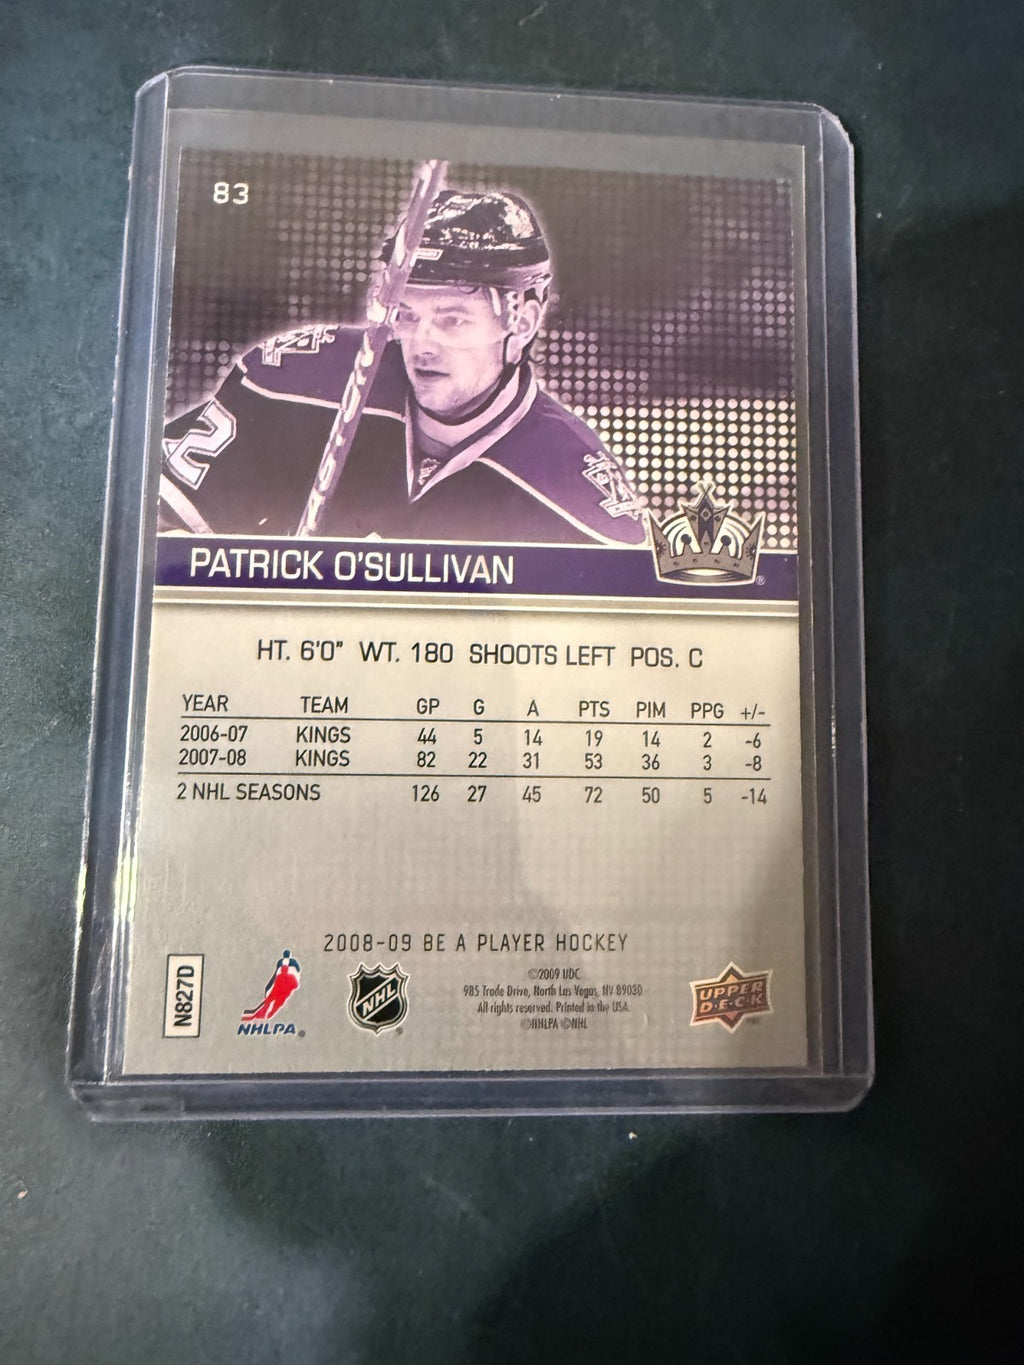 83
2
PATRICK O'SULLIVAN
®
HT. 6'0" WT. 180 SHOOTS LEFT POS. C
YEAR TEAM GP G A PTS PIM PPG +/-
2006-07 KINGS 44 5 14 19 14 2 -6
2007-08 KINGS 82 22 31 53 36 3 -8
2 NHL SEASONS 126 27 45 72 50 5 -14
2008-09 BE A PLAYER HOCKEY
N827D
NHLPA®
NHL®
©2009 UDC
985 Trade Drive, North Las Vegas, NV 89030
All rights reserved. Printed in the USA.
©NHLPA ©NHL
UPPER
D·E·C·K